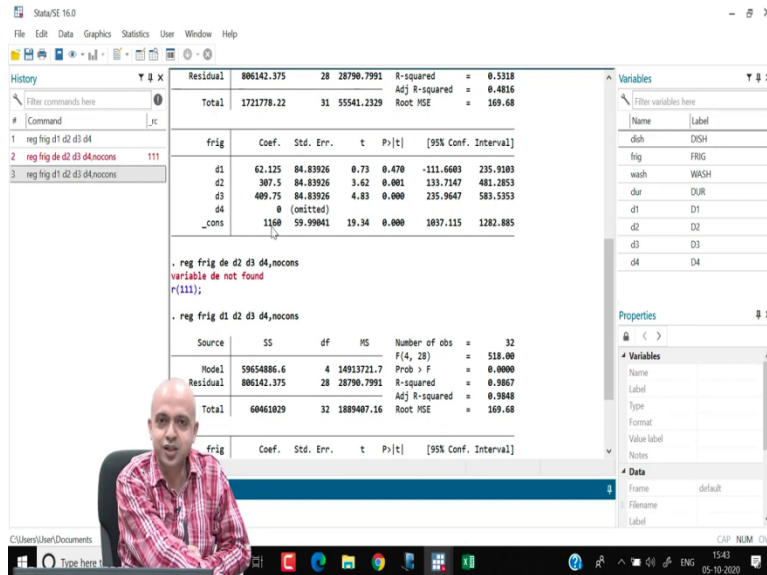 Stata/SE 16.0
File Edit Data Graphics Statistics User Window Help
History
Filter commands here
# Command _rc
1 reg frig d1 d2 d3 d4
2 reg frig de d2 d3 d4,nocons 111
3 reg frig d1 d2 d3 d4,nocons
Residual 806142.375 28 28790.7991 R-squared = 0.5318
Adj R-squared = 0.4816
Total 1721778.22 31 55541.2329 Root MSE = 169.68
frig Coef. Std. Err. t P>|t| [95% Conf. Interval]
d1 62.125 84.83926 0.73 0.470 -111.6603 235.9103
d2 307.5 84.83926 3.62 0.001 133.7147 481.2853
d3 409.75 84.83926 4.83 0.000 235.9647 583.5353
d4 0 (omitted)
_cons 1160 59.99041 19.34 0.000 1037.115 1282.885
. reg frig de d2 d3 d4,nocons
variable de not found
r(111);
. reg frig d1 d2 d3 d4,nocons
Source SS df MS Number of obs = 32
F(4, 28) = 518.00
Model 59654886.6 4 14913721.7 Prob > F = 0.0000
Residual 806142.375 28 28790.7991 R-squared = 0.9867
Adj R-squared = 0.9848
Total 60461029 32 1889407.16 Root MSE = 169.68
frig Coef. Std. Err. t P>|t| [95% Conf. Interval]
Variables
Filter variables here
Name Label
dish DISH
frig FRIG
wash WASH
dur DUR
d1 D1
d2 D2
d3 D3
d4 D4
Properties
Variables
Name
Label
Type
Format
Value label
Notes
Data
Frame default
Filename
Label
C:\Users\User\Documents
CAP NUM
Type here
ENG
15:43
05-10-2020